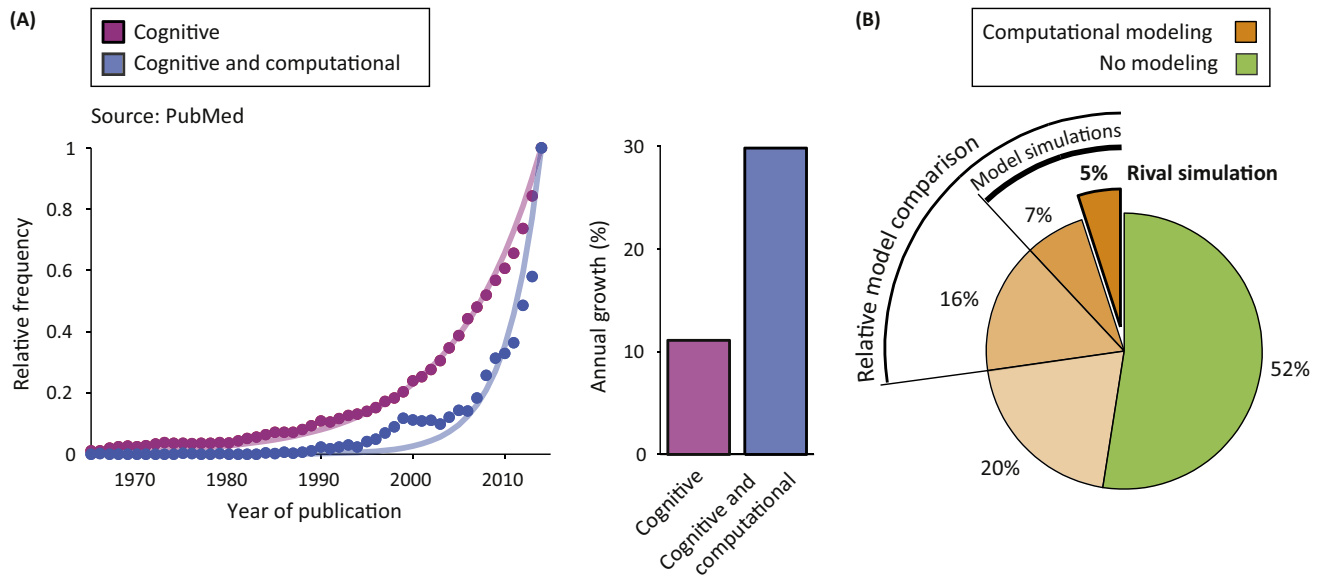 (A)
Cognitive
Cognitive and computational
Source: PubMed
Relative frequency
1
0.8
0.6
0.4
0.2
0
1970
1980
1990
2000
2010
Year of publication
Annual growth (%)
30
20
10
0
Cognitive
Cognitive and
computational
(B)
Computational modeling
No modeling
Relative model comparison
Model simulations
5%
Rival simulation
7%
16%
20%
52%